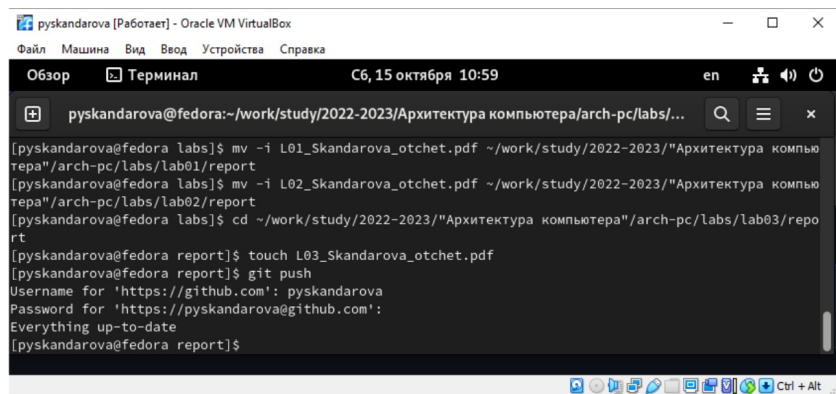 pyskandarova [Работает] - Oracle VM VirtualBox
Файл Машина Вид Ввод Устройства Справка
Обзор Терминал Сб, 15 октября 10:59 en
pyskandarova@fedora:~/work/study/2022-2023/Архитектура компьютера/arch-pc/labs/...
[pyskandarova@fedora labs]$ mv -i L01_Skandarova_otchet.pdf ~/work/study/2022-2023/"Архитектура компью
тера"/arch-pc/labs/lab01/report
[pyskandarova@fedora labs]$ mv -i L02_Skandarova_otchet.pdf ~/work/study/2022-2023/"Архитектура компью
тера"/arch-pc/labs/lab02/report
[pyskandarova@fedora labs]$ cd ~/work/study/2022-2023/"Архитектура компьютера"/arch-pc/labs/lab03/repo
rt
[pyskandarova@fedora report]$ touch L03_Skandarova_otchet.pdf
[pyskandarova@fedora report]$ git push
Username for 'https://github.com': pyskandarova
Password for 'https://pyskandarova@github.com':
Everything up-to-date
[pyskandarova@fedora report]$
Ctrl + Alt